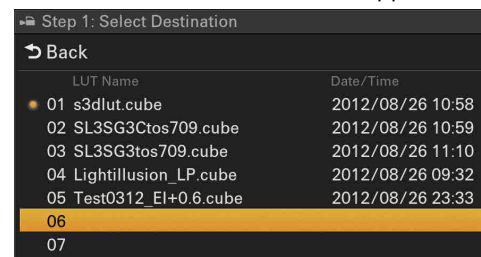 Step 1: Select Destination
Back
LUT Name Date/Time
01 s3dlut.cube 2012/08/26 10:58
02 SL3SG3Ctos709.cube 2012/08/26 10:59
03 SL3SG3tos709.cube 2012/08/26 11:10
04 Lightillusion_LP.cube 2012/08/26 09:32
05 Test0312_EI+0.6.cube 2012/08/26 23:33
06
07